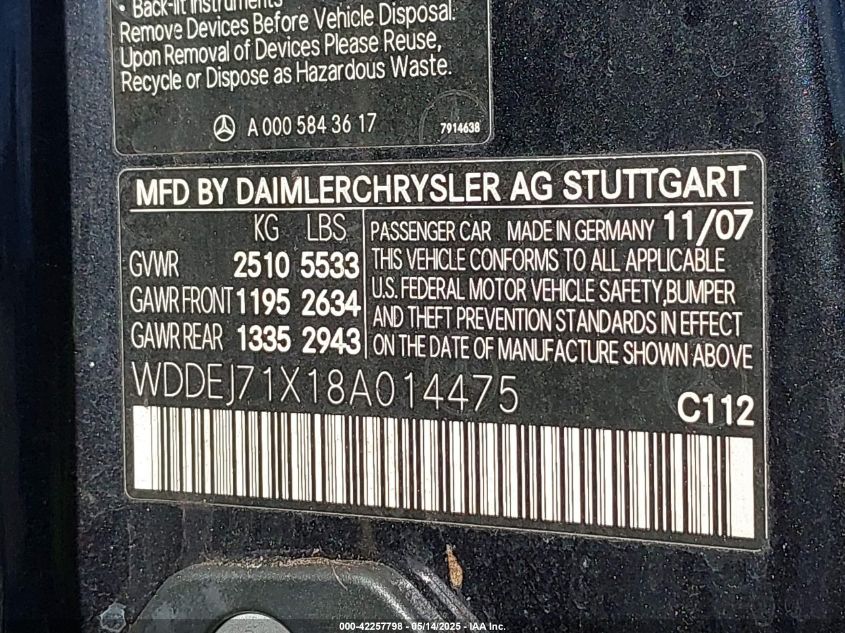 • Back-lit Instruments
Remove Devices Before Vehicle Disposal.
Upon Removal of Devices Please Reuse,
Recycle or Dispose as Hazardous Waste.
A 000 584 36 17
7914638
MFD BY DAIMLERCHRYSLER AG STUTTGART
KG LBS
GVWR 2510 5533
GAWR FRONT 1195 2634
GAWR REAR 1335 2943
PASSENGER CAR MADE IN GERMANY 11/07
THIS VEHICLE CONFORMS TO ALL APPLICABLE
U.S. FEDERAL MOTOR VEHICLE SAFETY,BUMPER
AND THEFT PREVENTION STANDARDS IN EFFECT
ON THE DATE OF MANUFACTURE SHOWN ABOVE
WDDEJ71X18A014475
C112
000-42257798 - 05/14/2025 - IAA Inc.